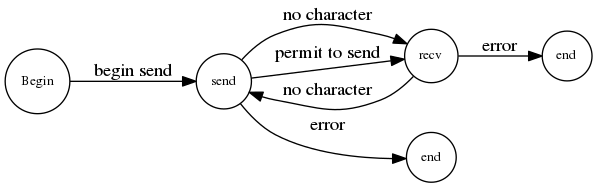 no character
permit to send
recv
error
end
Begin
begin send
send
no character
error
end